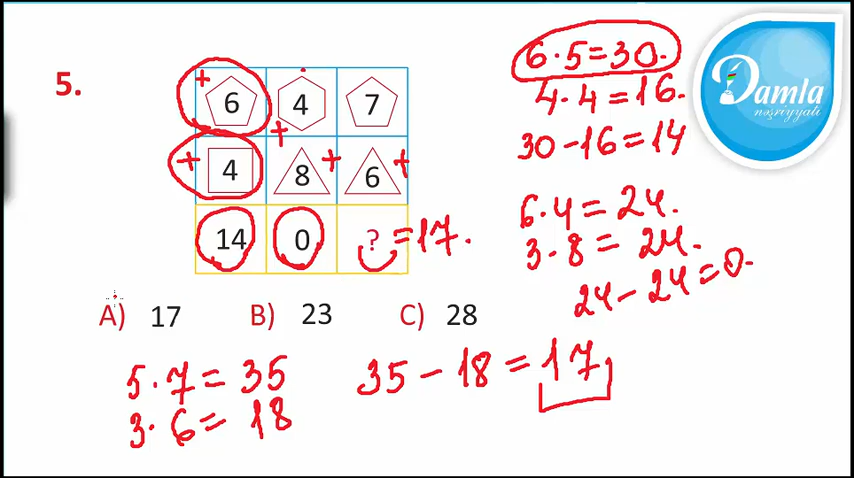 5.
6 4 7
4 8 6
14 0 ? = 17.
A) 17 B) 23 C) 28
6 · 5 = 30.
4 · 4 = 16.
30 − 16 = 14
6 · 4 = 24.
3 · 8 = 24.
24 − 24 = 0.
5 · 7 = 35
3 · 6 = 18
35 − 18 = 17
Damla
nəşriyyatı